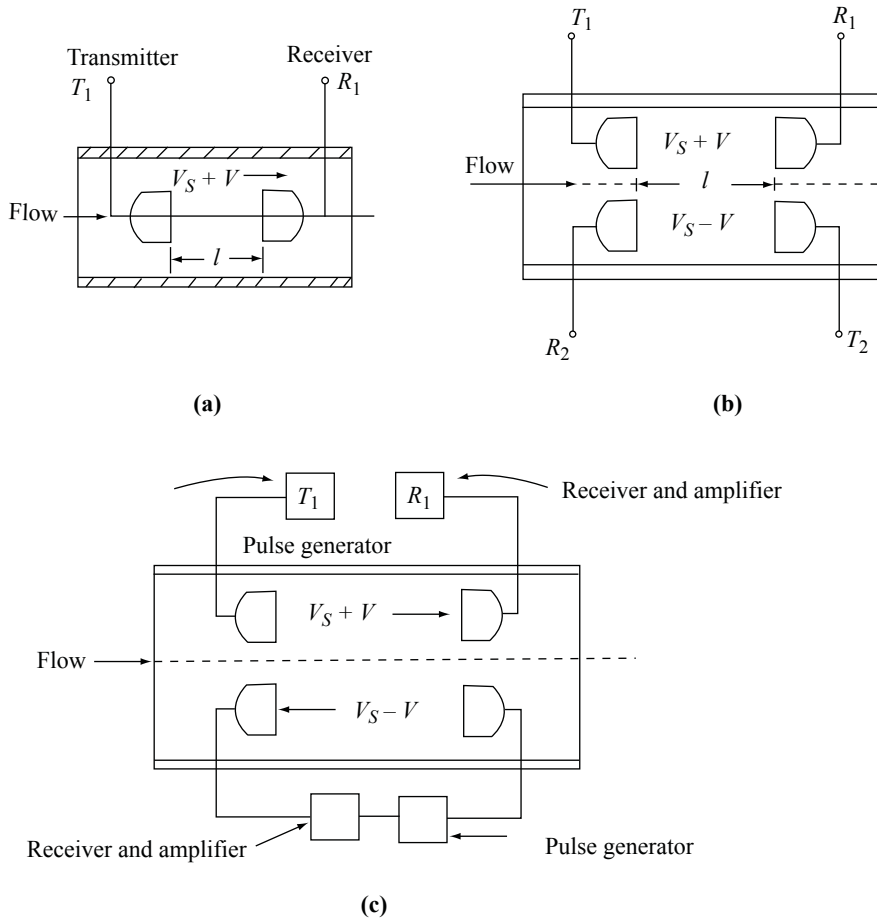 Transmitter
Receiver
T1
R1
VS + V
Flow
l
(a)
T1
R1
VS + V
Flow
l
VS – V
R2
T2
(b)
T1
R1
Receiver and amplifier
Pulse generator
VS + V
Flow
VS – V
Receiver and amplifier
Pulse generator
(c)